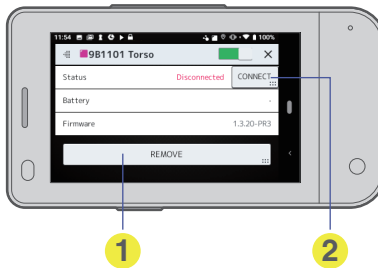 11:54 100%
9B1101 Torso
Status Disconnected CONNECT
Battery -
Firmware 1.3.20-PR3
REMOVE
1 2